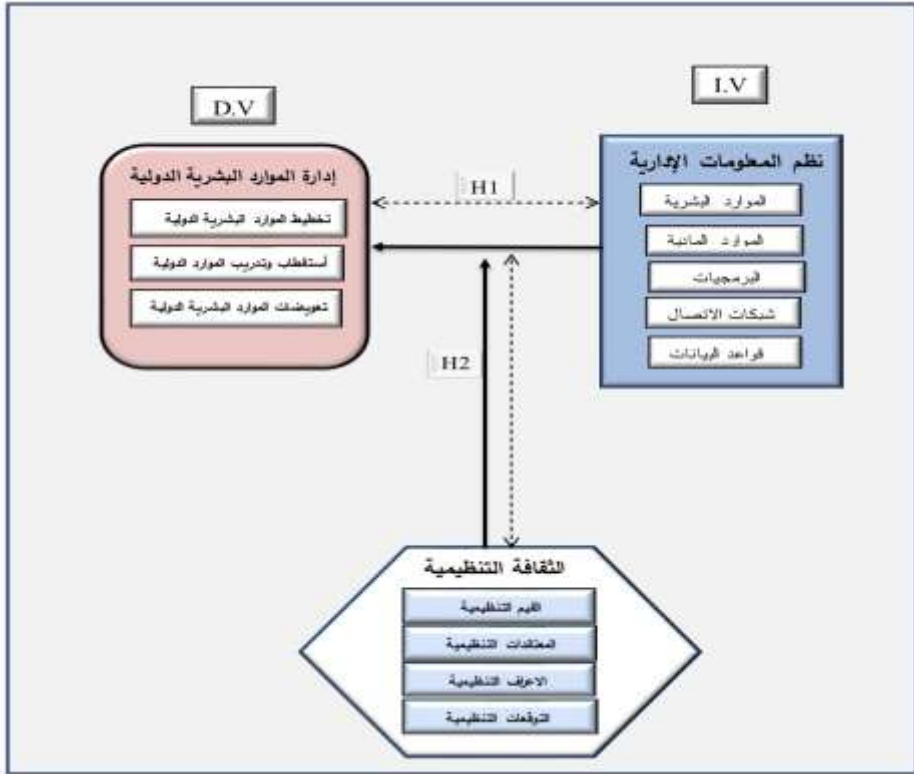 I.V
D.V
نظم المعلومات الإدارية
الموارد البشرية
الموارد المادية
البرمجيات
شبكات الاتصال
قواعد البيانات
H1
إدارة الموارد البشرية الدولية
تخطيط الموارد البشرية الدولية
أستقطاب وتدريب الموارد الدولية
تعويضات الموارد البشرية الدولية
H2
الثقافة التنظيمية
القيم التنظيمية
المعتقدات التنظيمية
الاعراف التنظيمية
التوقعات التنظيمية